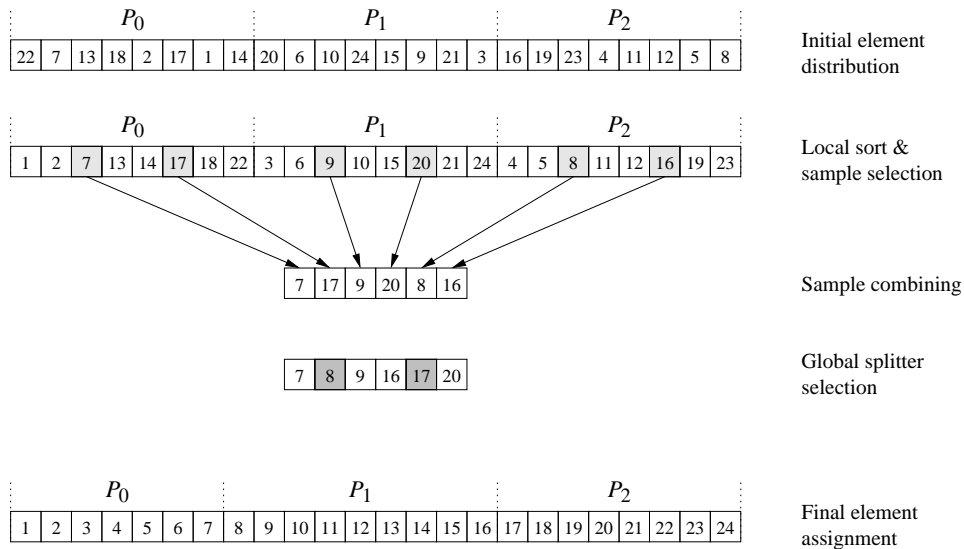 P0 P1 P2
22 7 13 18 2 17 1 14 20 6 10 24 15 9 21 3 16 19 23 4 11 12 5 8
Initial element
distribution
P0 P1 P2
1 2 7 13 14 17 18 22 3 6 9 10 15 20 21 24 4 5 8 11 12 16 19 23
Local sort &
sample selection
7 17 9 20 8 16
Sample combining
7 8 9 16 17 20
Global splitter
selection
P0 P1 P2
1 2 3 4 5 6 7 8 9 10 11 12 13 14 15 16 17 18 19 20 21 22 23 24
Final element
assignment